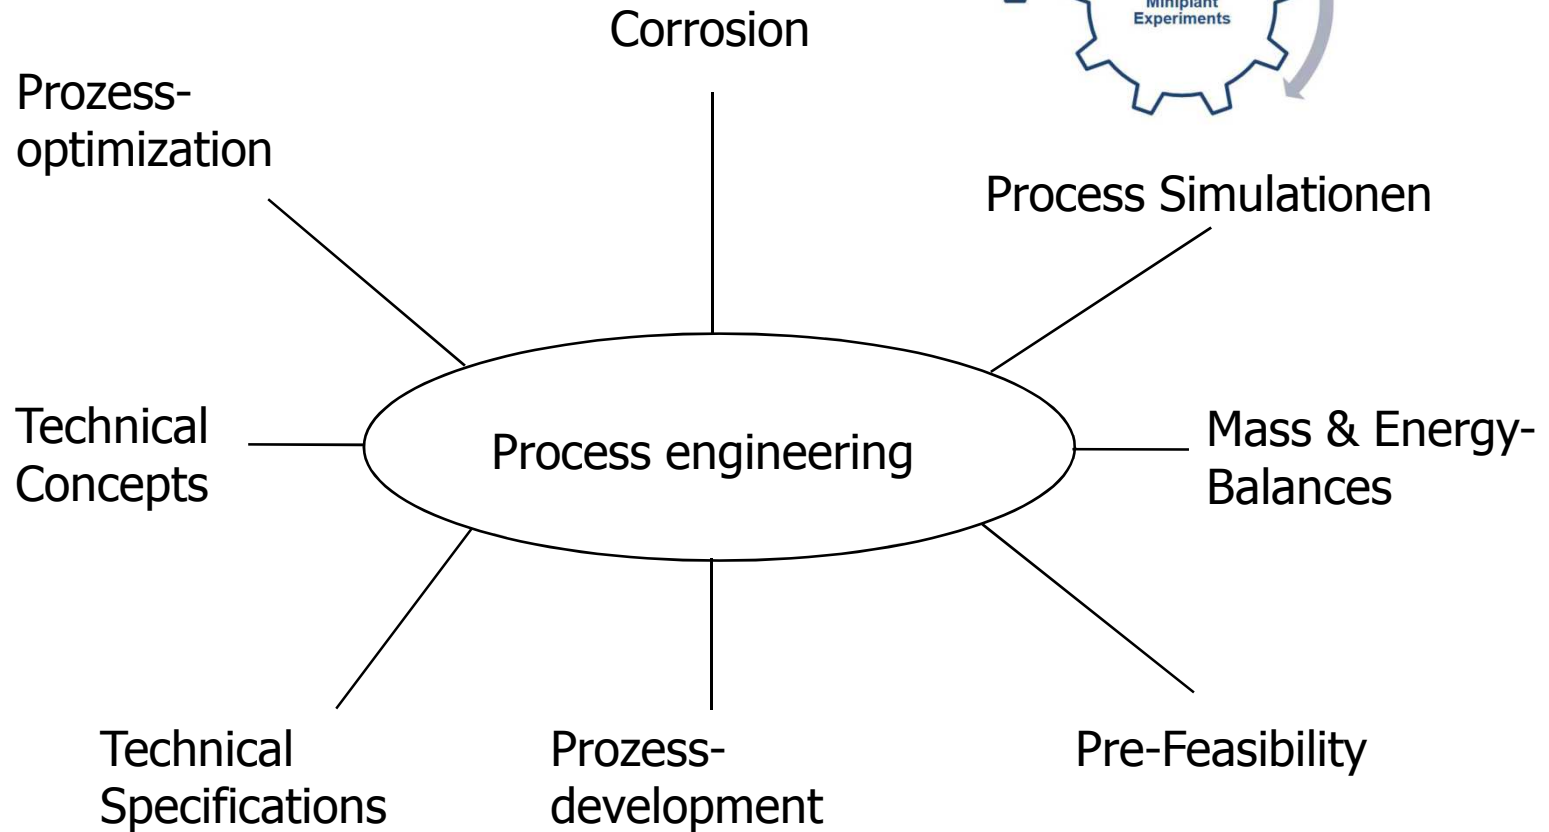 Miniplant
Experiments
Corrosion
Prozess-
optimization
Process Simulationen
Technical
Concepts
Process engineering
Mass & Energy-
Balances
Technical
Specifications
Prozess-
development
Pre-Feasibility